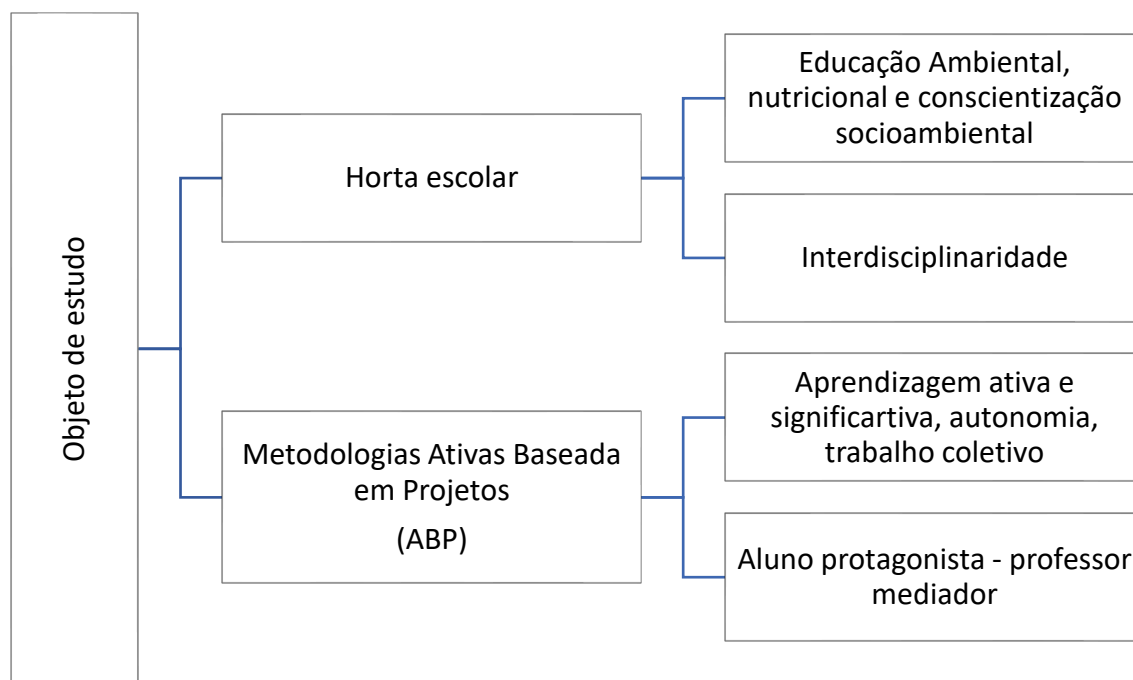 Objeto de estudo
Horta escolar
Educação Ambiental,
nutricional e conscientização
socioambiental
Interdisciplinaridade
Metodologias Ativas Baseada
em Projetos
(ABP)
Aprendizagem ativa e
significartiva, autonomia,
trabalho coletivo
Aluno protagonista - professor
mediador